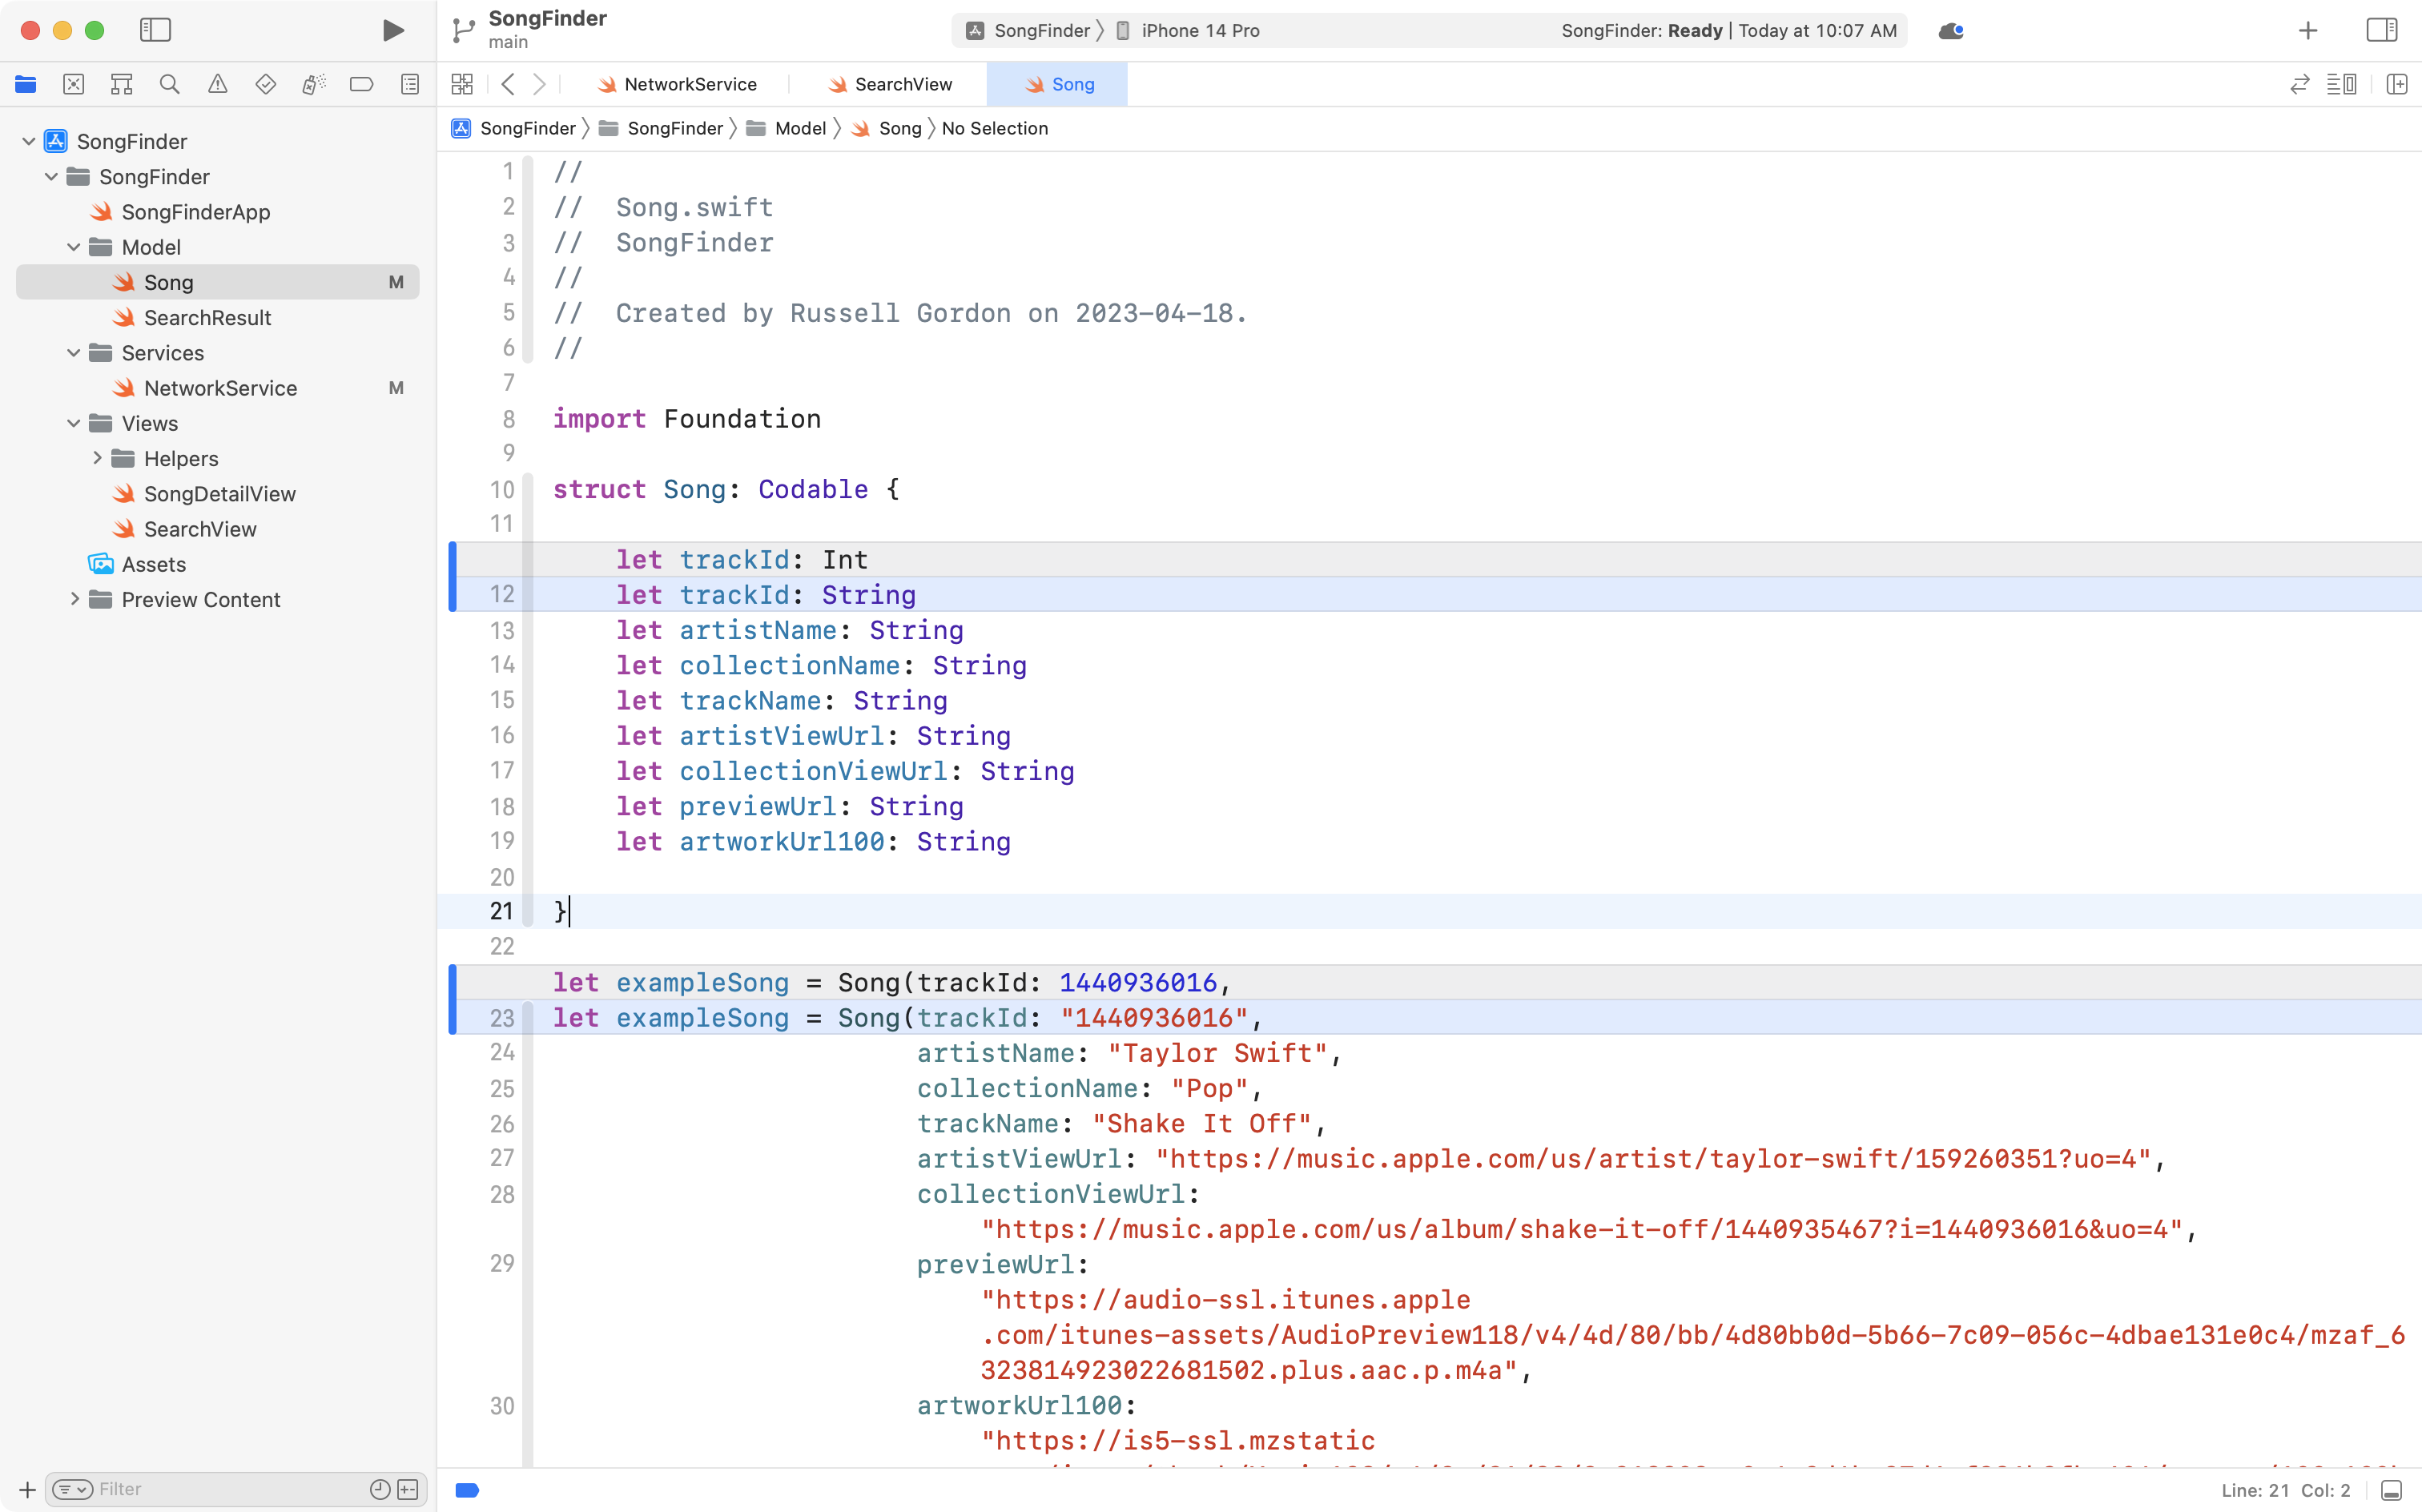 SongFinder
main
SongFinder
iPhone 14 Pro
SongFinder: Ready | Today at 10:07 AM
NetworkService
SearchView
Song
SongFinder
SongFinder
Model
Song
No Selection
SongFinder
SongFinder
SongFinderApp
Model
Song M
SearchResult
Services
NetworkService M
Views
Helpers
SongDetailView
SearchView
Assets
Preview Content
Filter
1 //
2 //  Song.swift
3 //  SongFinder
4 //
5 //  Created by Russell Gordon on 2023-04-18.
6 //
7
8 import Foundation
9
10 struct Song: Codable {
11
let trackId: Int
12 let trackId: String
13 let artistName: String
14 let collectionName: String
15 let trackName: String
16 let artistViewUrl: String
17 let collectionViewUrl: String
18 let previewUrl: String
19 let artworkUrl100: String
20
21 }
22
let exampleSong = Song(trackId: 1440936016,
23 let exampleSong = Song(trackId: "1440936016",
24 artistName: "Taylor Swift",
25 collectionName: "Pop",
26 trackName: "Shake It Off",
27 artistViewUrl: "https://music.apple.com/us/artist/taylor-swift/159260351?uo=4",
28 collectionViewUrl:
"https://music.apple.com/us/album/shake-it-off/1440935467?i=1440936016&uo=4",
29 previewUrl:
"https://audio-ssl.itunes.apple
.com/itunes-assets/AudioPreview118/v4/4d/80/bb/4d80bb0d-5b66-7c09-056c-4dbae131e0c4/mzaf_6
323814923022681502.plus.aac.p.m4a",
30 artworkUrl100:
"https://is5-ssl.mzstatic
Line: 21 Col: 2